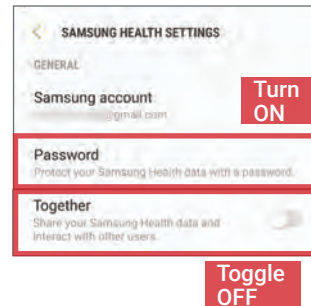 < SAMSUNG HEALTH SETTINGS
GENERAL
Samsung account
@gmail.com
Turn
ON
Password
Protect your Samsung Health data with a password.
Together
Share your Samsung Health data and
interact with other users.
Toggle
OFF